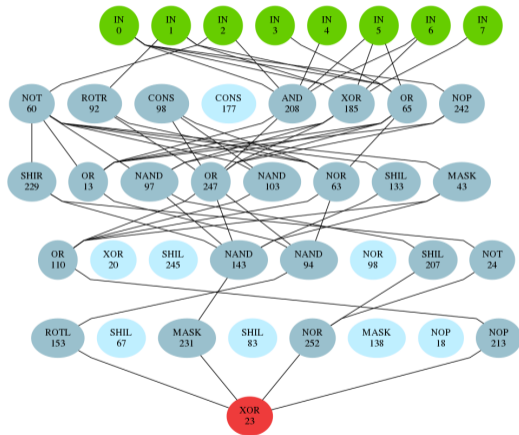 IN IN IN IN IN IN IN IN
0 1 2 3 4 5 6 7
NOT ROTR CONS CONS AND XOR OR NOP
60 92 98 177 208 185 65 242
SHIR OR NAND OR NAND NOR SHIL MASK
229 13 97 247 103 63 133 43
OR XOR SHIL NAND NAND NOR SHIL NOT
110 20 245 143 94 98 207 24
ROTL SHIL MASK SHIL NOR MASK NOP NOP
153 67 231 83 252 138 18 213
XOR
23